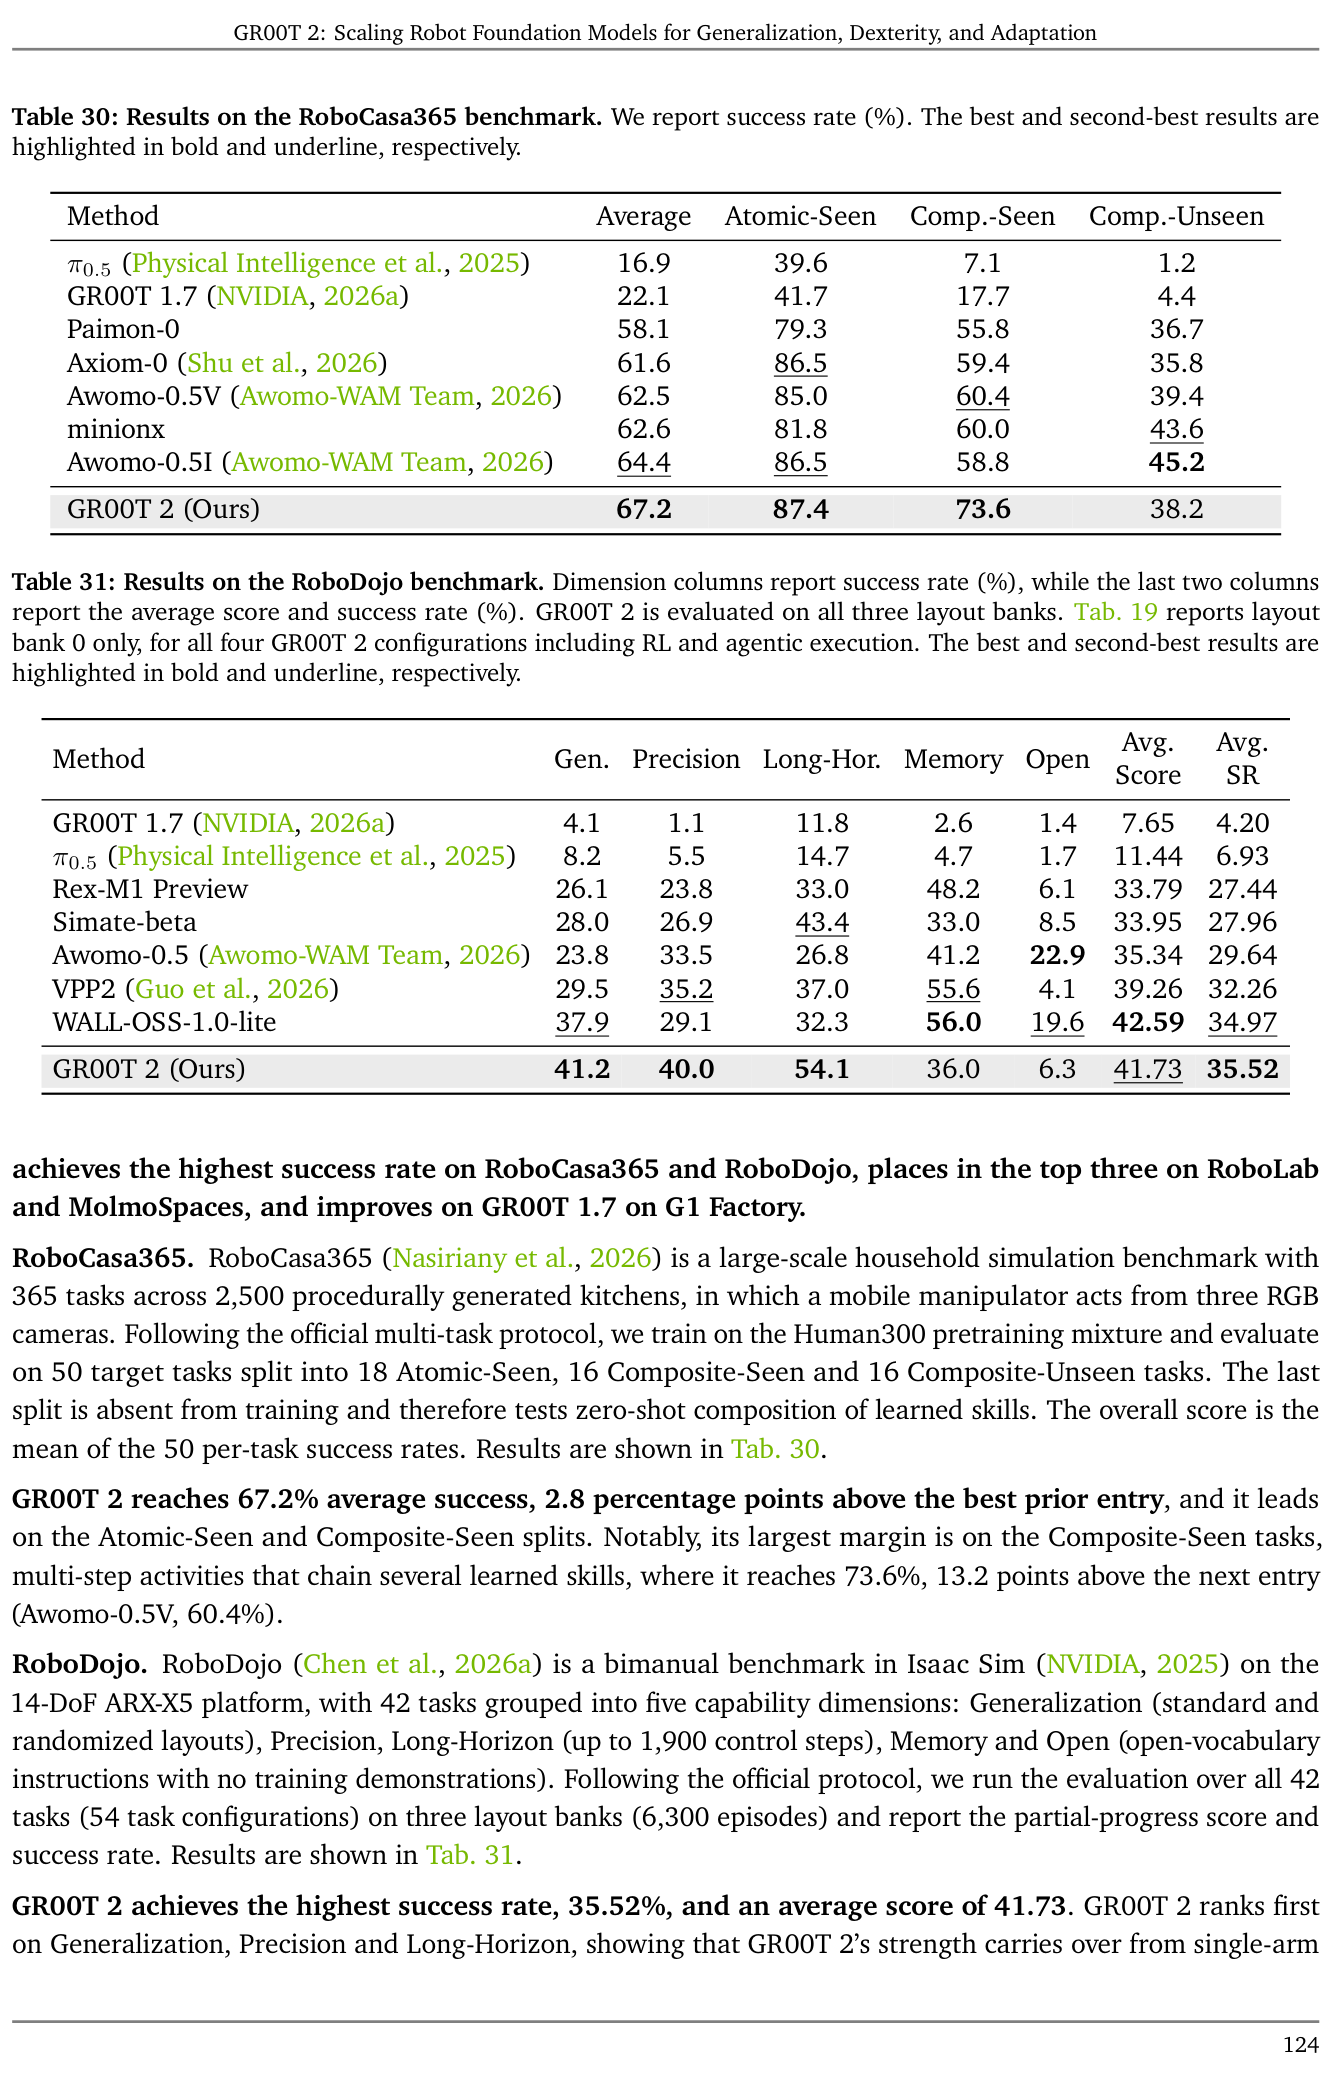 GR00T 2: Scaling Robot Foundation Models for Generalization, Dexterity, and Adaptation
Table 30: Results on the RoboCasa365 benchmark. We report success rate (%). The best and second-best results are
highlighted in bold and underline, respectively.
Method Average Atomic-Seen Comp.-Seen Comp.-Unseen
π0.5 (Physical Intelligence et al., 2025) 16.9 39.6 7.1 1.2
GR00T 1.7 (NVIDIA, 2026a) 22.1 41.7 17.7 4.4
Paimon-0 58.1 79.3 55.8 36.7
Axiom-0 (Shu et al., 2026) 61.6 86.5 59.4 35.8
Awomo-0.5V (Awomo-WAM Team, 2026) 62.5 85.0 60.4 39.4
minionx 62.6 81.8 60.0 43.6
Awomo-0.5I (Awomo-WAM Team, 2026) 64.4 86.5 58.8 45.2
GR00T 2 (Ours) 67.2 87.4 73.6 38.2
Table 31: Results on the RoboDojo benchmark. Dimension columns report success rate (%), while the last two columns
report the average score and success rate (%). GR00T 2 is evaluated on all three layout banks. Tab. 19 reports layout
bank 0 only, for all four GR00T 2 configurations including RL and agentic execution. The best and second-best results are
highlighted in bold and underline, respectively.
Method Gen. Precision Long-Hor. Memory Open Avg. Score Avg. SR
GR00T 1.7 (NVIDIA, 2026a) 4.1 1.1 11.8 2.6 1.4 7.65 4.20
π0.5 (Physical Intelligence et al., 2025) 8.2 5.5 14.7 4.7 1.7 11.44 6.93
Rex-M1 Preview 26.1 23.8 33.0 48.2 6.1 33.79 27.44
Simate-beta 28.0 26.9 43.4 33.0 8.5 33.95 27.96
Awomo-0.5 (Awomo-WAM Team, 2026) 23.8 33.5 26.8 41.2 22.9 35.34 29.64
VPP2 (Guo et al., 2026) 29.5 35.2 37.0 55.6 4.1 39.26 32.26
WALL-OSS-1.0-lite 37.9 29.1 32.3 56.0 19.6 42.59 34.97
GR00T 2 (Ours) 41.2 40.0 54.1 36.0 6.3 41.73 35.52
achieves the highest success rate on RoboCasa365 and RoboDojo, places in the top three on RoboLab
and MolmoSpaces, and improves on GR00T 1.7 on G1 Factory.
RoboCasa365. RoboCasa365 (Nasiriany et al., 2026) is a large-scale household simulation benchmark with
365 tasks across 2,500 procedurally generated kitchens, in which a mobile manipulator acts from three RGB
cameras. Following the official multi-task protocol, we train on the Human300 pretraining mixture and evaluate
on 50 target tasks split into 18 Atomic-Seen, 16 Composite-Seen and 16 Composite-Unseen tasks. The last
split is absent from training and therefore tests zero-shot composition of learned skills. The overall score is the
mean of the 50 per-task success rates. Results are shown in Tab. 30.
GR00T 2 reaches 67.2% average success, 2.8 percentage points above the best prior entry, and it leads
on the Atomic-Seen and Composite-Seen splits. Notably, its largest margin is on the Composite-Seen tasks,
multi-step activities that chain several learned skills, where it reaches 73.6%, 13.2 points above the next entry
(Awomo-0.5V, 60.4%).
RoboDojo. RoboDojo (Chen et al., 2026a) is a bimanual benchmark in Isaac Sim (NVIDIA, 2025) on the
14-DoF ARX-X5 platform, with 42 tasks grouped into five capability dimensions: Generalization (standard and
randomized layouts), Precision, Long-Horizon (up to 1,900 control steps), Memory and Open (open-vocabulary
instructions with no training demonstrations). Following the official protocol, we run the evaluation over all 42
tasks (54 task configurations) on three layout banks (6,300 episodes) and report the partial-progress score and
success rate. Results are shown in Tab. 31.
GR00T 2 achieves the highest success rate, 35.52%, and an average score of 41.73. GR00T 2 ranks first
on Generalization, Precision and Long-Horizon, showing that GR00T 2's strength carries over from single-arm
124